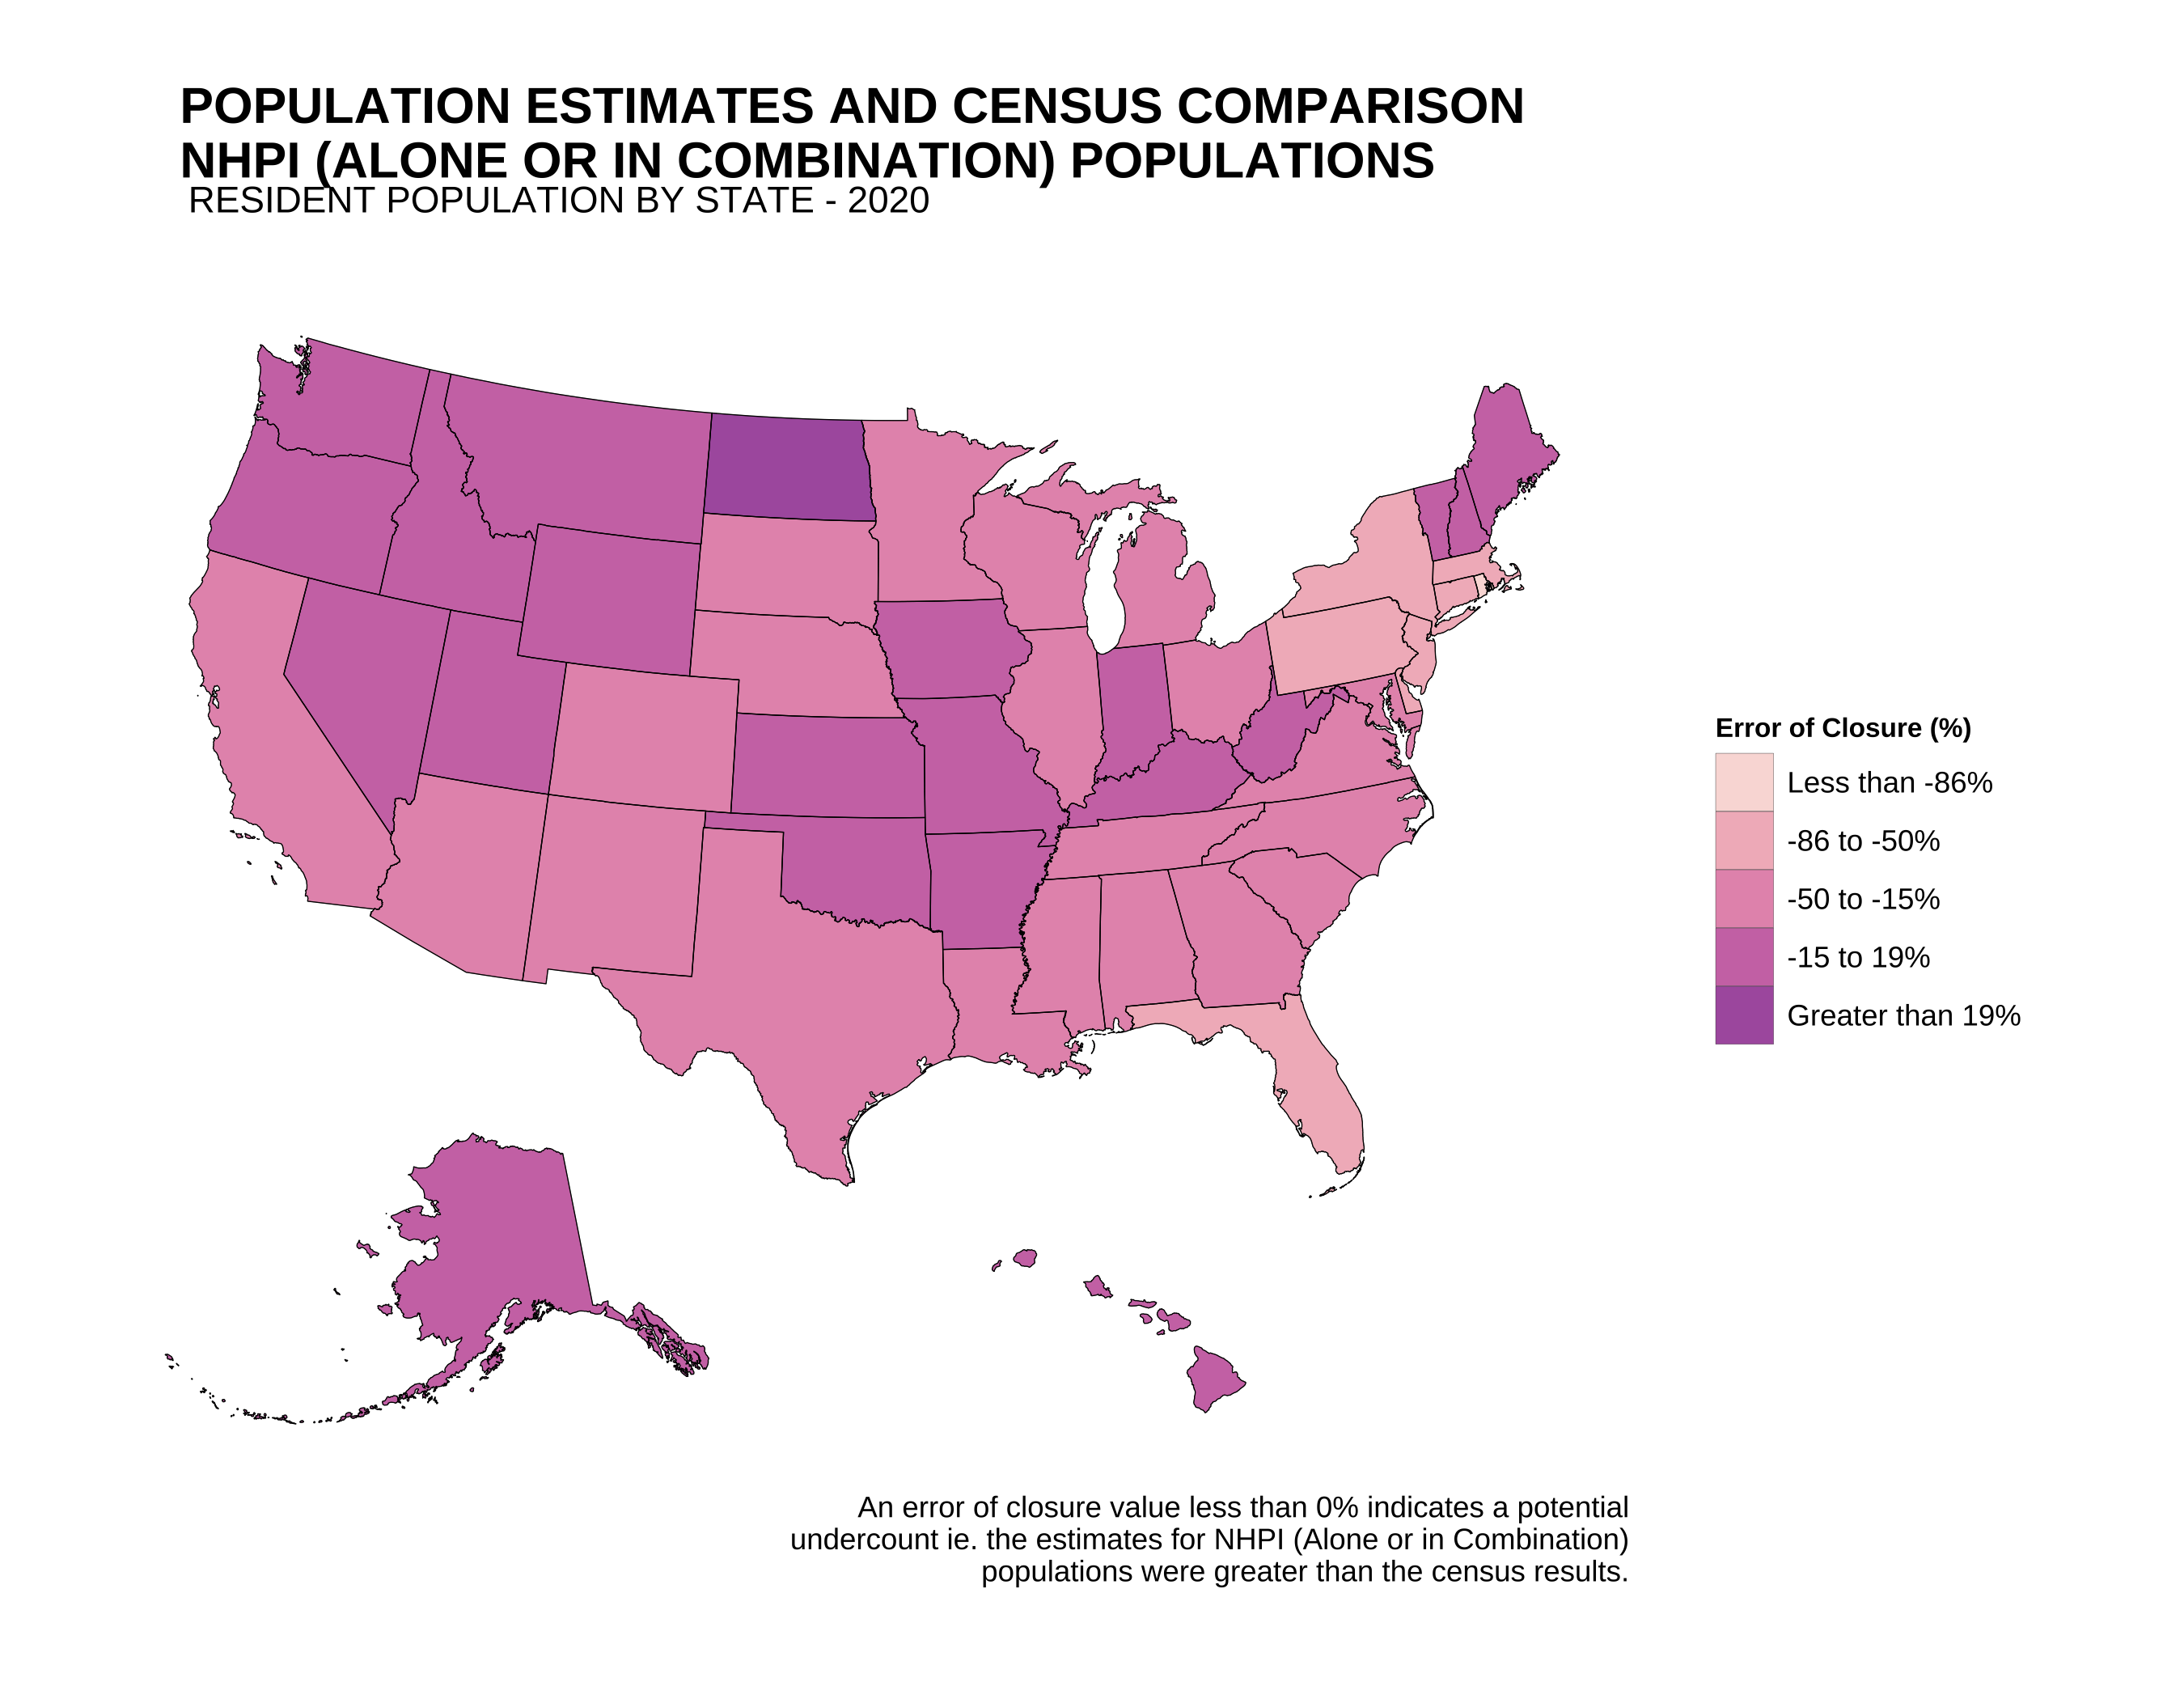 POPULATION ESTIMATES AND CENSUS COMPARISON
NHPI (ALONE OR IN COMBINATION) POPULATIONS
RESIDENT POPULATION BY STATE - 2020
Error of Closure (%)
Less than -86%
-86 to -50%
-50 to -15%
-15 to 19%
Greater than 19%
An error of closure value less than 0% indicates a potential
undercount ie. the estimates for NHPI (Alone or in Combination)
populations were greater than the census results.